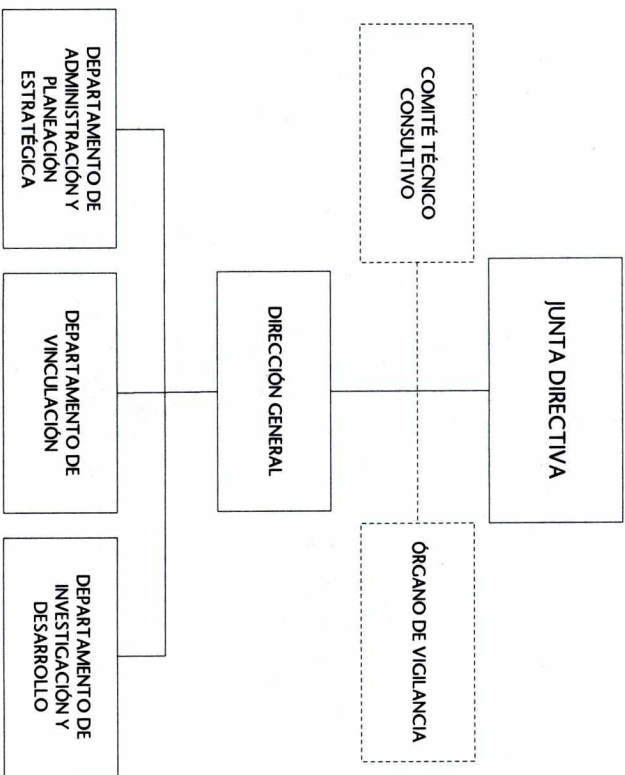 JUNTA DIRECTIVA
COMITÉ TÉCNICO
CONSULTIVO
ÓRGANO DE VIGILANCIA
DIRECCIÓN GENERAL
DEPARTAMENTO DE
ADMINISTRACIÓN Y
PLANEACIÓN
ESTRATÉGICA
DEPARTAMENTO DE
VINCULACIÓN
DEPARTAMENTO DE
INVESTIGACIÓN Y
DESARROLLO